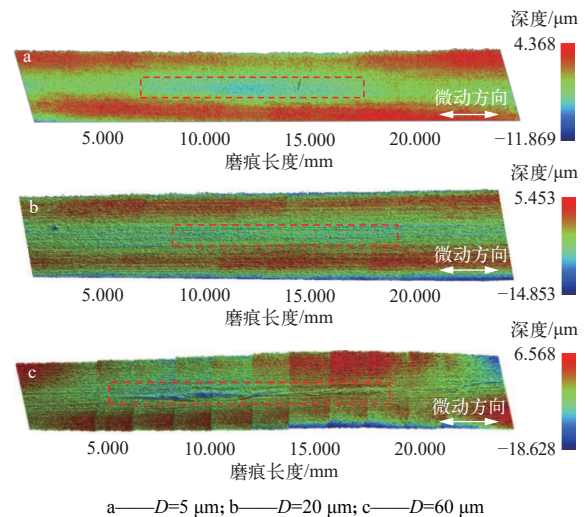 深度/μm
4.368
a
微动方向
-11.869
5.000 10.000 15.000 20.000
磨痕长度/mm
深度/μm
5.453
b
微动方向
-14.853
5.000 10.000 15.000 20.000
磨痕长度/mm
深度/μm
6.568
c
微动方向
-18.628
5.000 10.000 15.000 20.000
磨痕长度/mm
a——D=5 μm; b——D=20 μm; c——D=60 μm